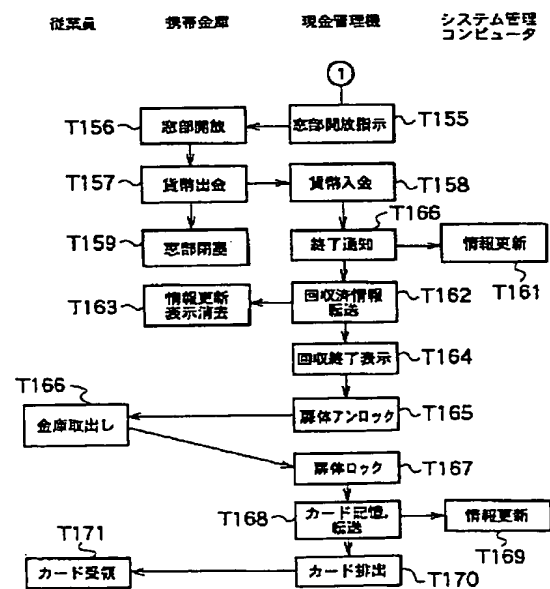 従業員
携帯金庫
現金管理機
システム管理
コンピュータ
1
T156
窓部開放
窓部開放指示
T155
T157
貨幣出金
貨幣入金
T158
T166
T159
窓部閉塞
終了通知
情報更新
T161
T163
情報更新
表示消去
回収済情報
転送
T162
回収終了表示
T164
T166
金庫取出し
扉体アンロック
T165
扉体ロック
T167
T168
カード記憶,
転送
情報更新
T169
T171
カード受領
カード排出
T170